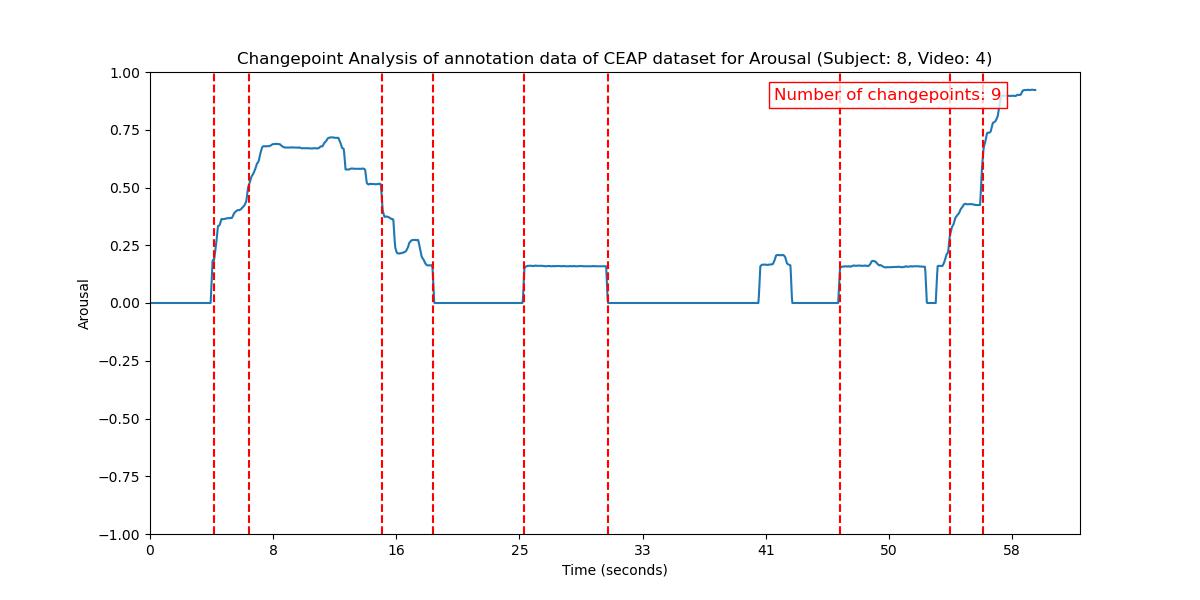 Changepoint Analysis of annotation data of CEAP dataset for Arousal (Subject: 8, Video: 4)
Number of changepoints: 9
Arousal
1.00
0.75
0.50
0.25
0.00
−0.25
−0.50
−0.75
−1.00
0 8 16 25 33 41 50 58
Time (seconds)